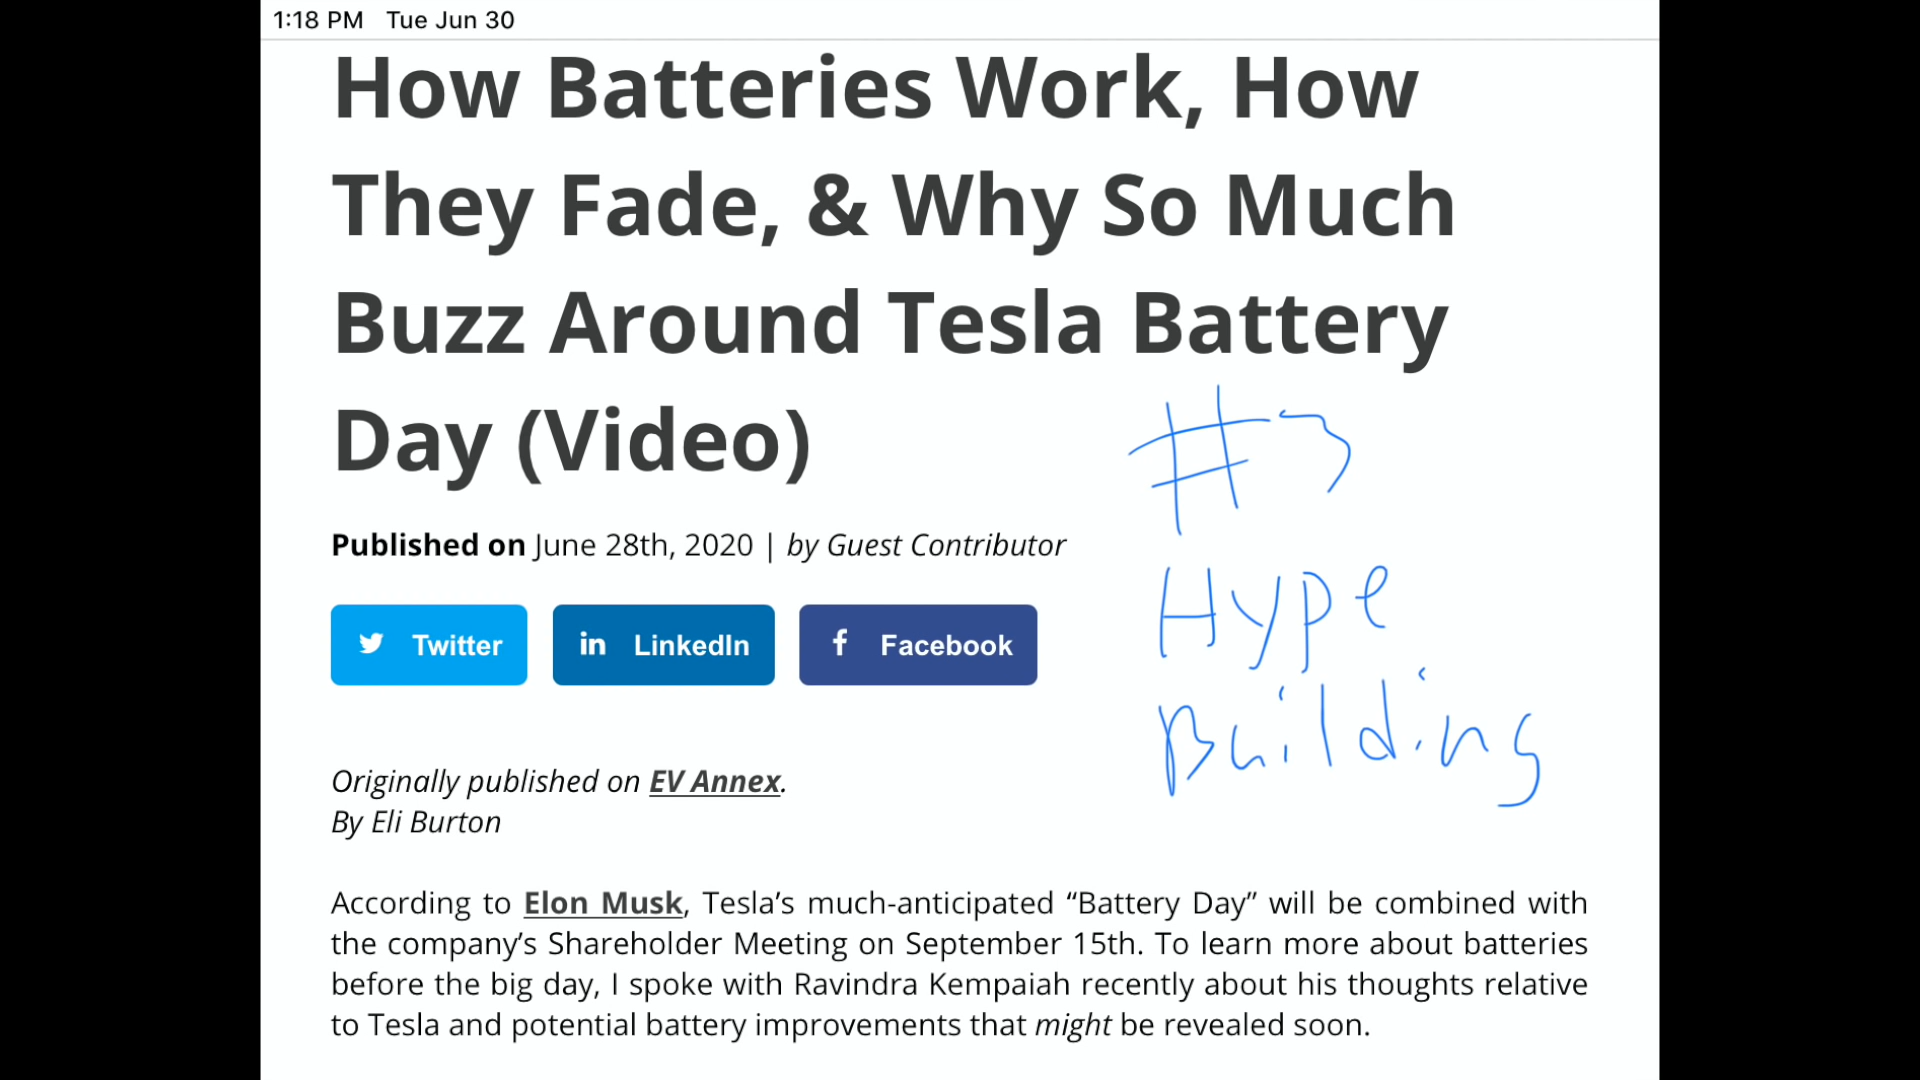 1:18 PM Tue Jun 30
How Batteries Work, How
They Fade, & Why So Much
Buzz Around Tesla Battery
Day (Video)
#3
Published on June 28th, 2020 | by Guest Contributor
Hype
Building
Twitter
LinkedIn
Facebook
Originally published on EV Annex.
By Eli Burton
According to Elon Musk, Tesla’s much-anticipated “Battery Day” will be combined with
the company’s Shareholder Meeting on September 15th. To learn more about batteries
before the big day, I spoke with Ravindra Kempaiah recently about his thoughts relative
to Tesla and potential battery improvements that might be revealed soon.